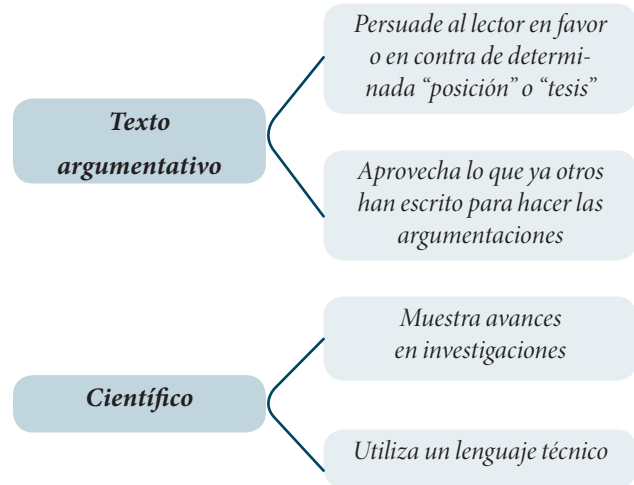 Persuade al lector en favor
o en contra de determi-
nada “posición” o “tesis”
Texto
argumentativo
Aprovecha lo que ya otros
han escrito para hacer las
argumentaciones
Muestra avances
en investigaciones
Científico
Utiliza un lenguaje técnico